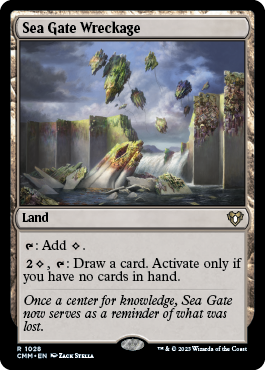 Sea Gate Wreckage
Land
: Add .
2, : Draw a card. Activate only if
you have no cards in hand.
Once a center for knowledge, Sea Gate
now serves as a reminder of what was
lost.
R 1028
CMM • EN ZACK STELLA
™ & © 2023 Wizards of the Coast